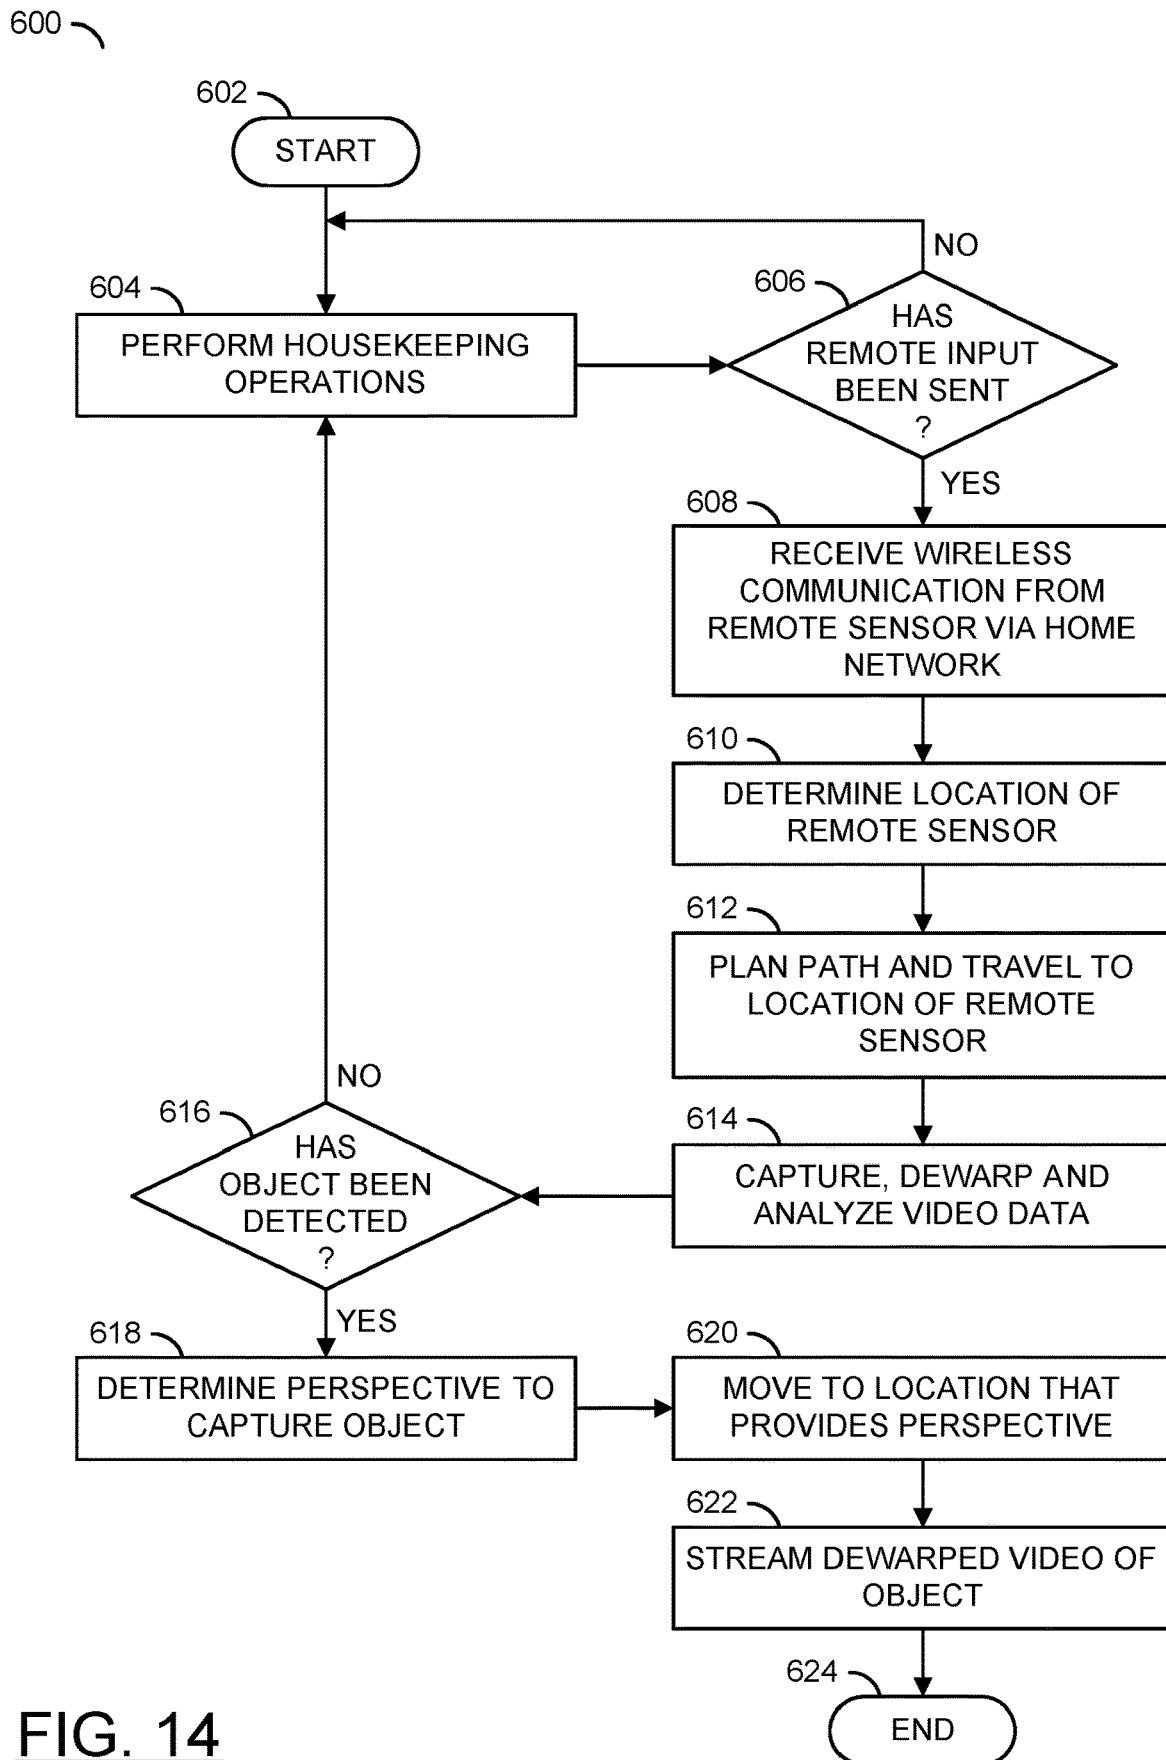 600
602
START
NO
604
606
PERFORM HOUSEKEEPING
OPERATIONS
HAS
REMOTE INPUT
BEEN SENT
?
YES
608
RECEIVE WIRELESS
COMMUNICATION FROM
REMOTE SENSOR VIA HOME
NETWORK
610
DETERMINE LOCATION OF
REMOTE SENSOR
612
PLAN PATH AND TRAVEL TO
LOCATION OF REMOTE
SENSOR
614
CAPTURE, DEWARP AND
ANALYZE VIDEO DATA
NO
616
HAS
OBJECT BEEN
DETECTED
?
YES
618
DETERMINE PERSPECTIVE TO
CAPTURE OBJECT
620
MOVE TO LOCATION THAT
PROVIDES PERSPECTIVE
622
STREAM DEWARPED VIDEO OF
OBJECT
624
END
FIG. 14